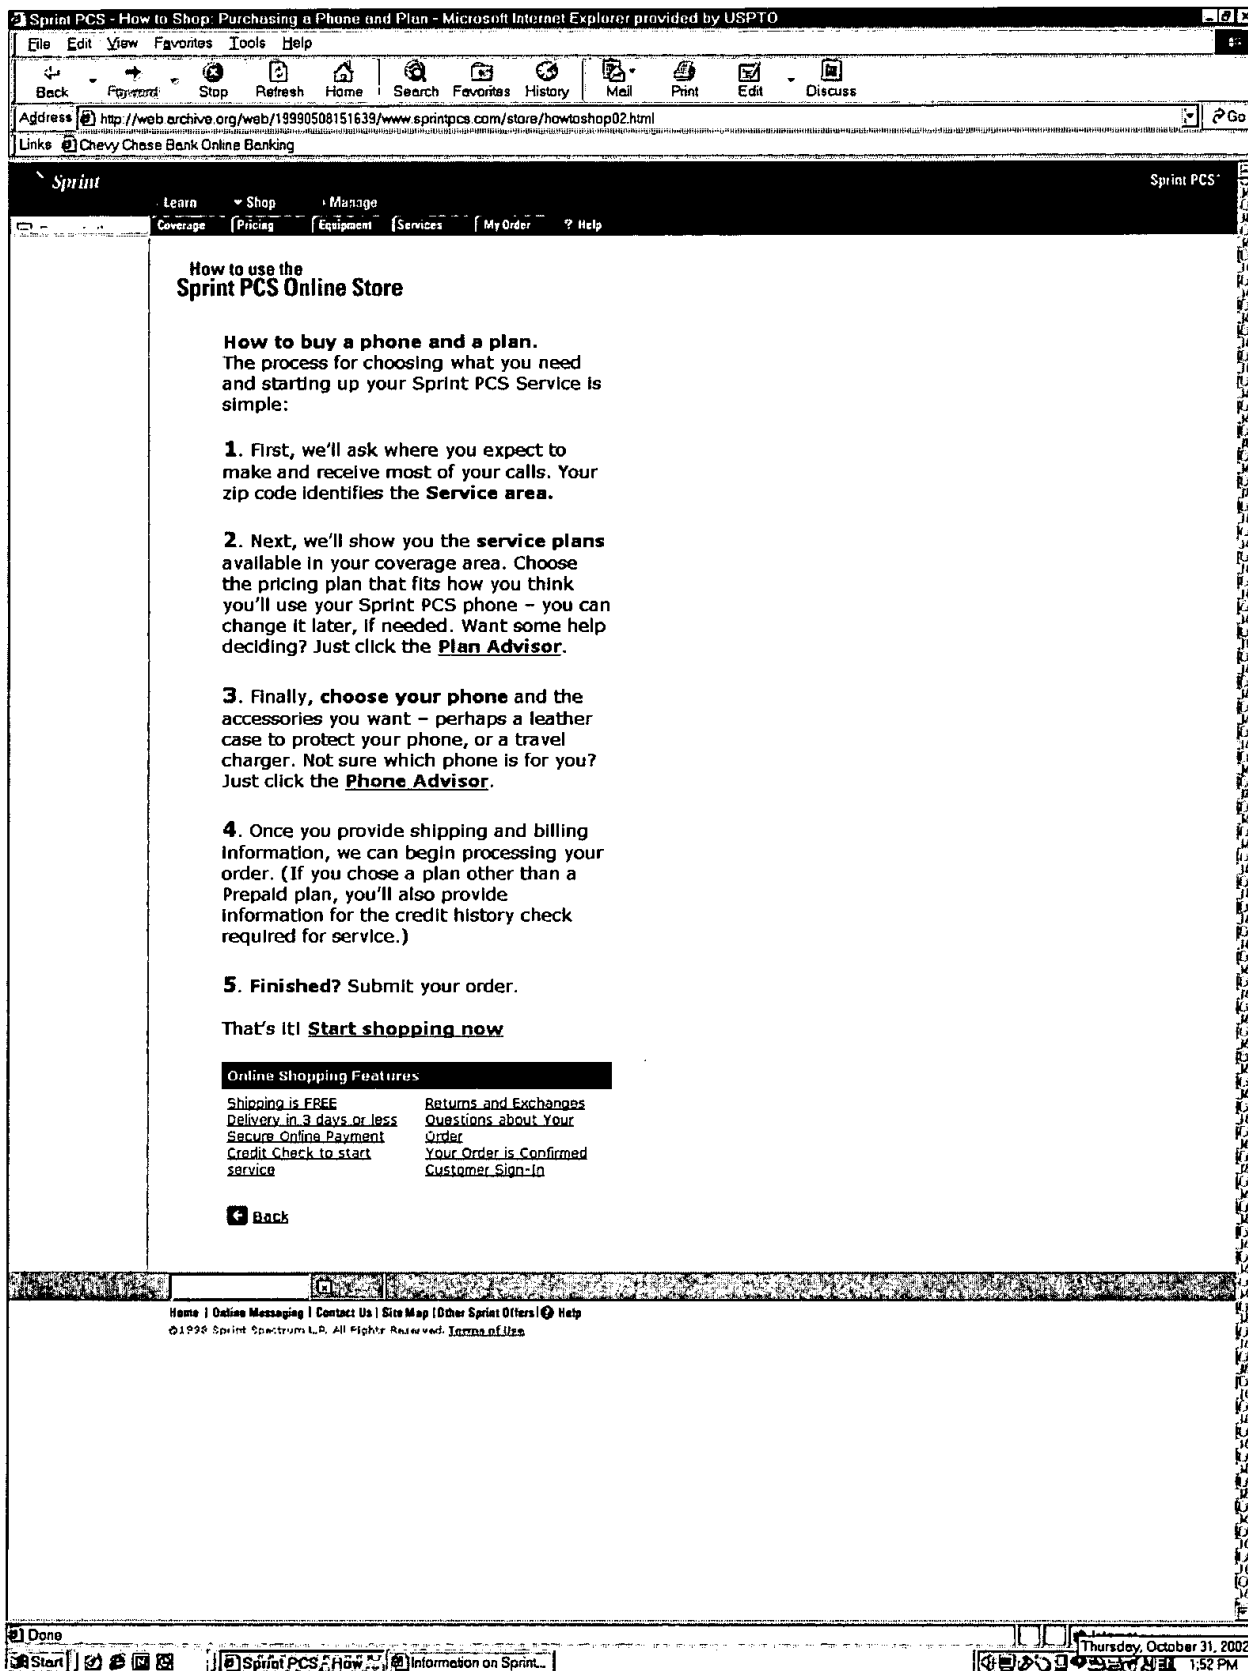 Sprint PCS - How to Shop: Purchasing a Phone and Plan - Microsoft Internet Explorer provided by USPTO
File Edit View Favorites Tools Help
Back Forward Stop Refresh Home Search Favorites History Mail Print Edit Discuss
Address http://web.archive.org/web/19990508151639/www.sprintpcs.com/store/howtoshop02.html Go
Links Chevy Chase Bank Online Banking
Sprint Sprint PCS
Learn Shop Manage
Coverage Pricing Equipment Services My Order ? Help
How to use the
Sprint PCS Online Store
How to buy a phone and a plan.
The process for choosing what you need
and starting up your Sprint PCS Service is
simple:
1. First, we'll ask where you expect to
make and receive most of your calls. Your
zip code identifies the Service area.
2. Next, we'll show you the service plans
available in your coverage area. Choose
the pricing plan that fits how you think
you'll use your Sprint PCS phone – you can
change it later, if needed. Want some help
deciding? Just click the Plan Advisor.
3. Finally, choose your phone and the
accessories you want – perhaps a leather
case to protect your phone, or a travel
charger. Not sure which phone is for you?
Just click the Phone Advisor.
4. Once you provide shipping and billing
information, we can begin processing your
order. (If you chose a plan other than a
Prepaid plan, you'll also provide
information for the credit history check
required for service.)
5. Finished? Submit your order.
That's it! Start shopping now
Online Shopping Features
Shipping is FREE
Delivery in 3 days or less
Secure Online Payment
Credit Check to start
service
Returns and Exchanges
Questions about Your
Order
Your Order is Confirmed
Customer Sign-In
Back
Home | Online Messaging | Contact Us | Site Map | Other Sprint Offers | ? Help
©1998 Sprint Spectrum L.P. All Rights Reserved. Terms of Use
Done
Thursday, October 31, 2002
Start Sprint PCS - How Information on Sprint... 1:52 PM